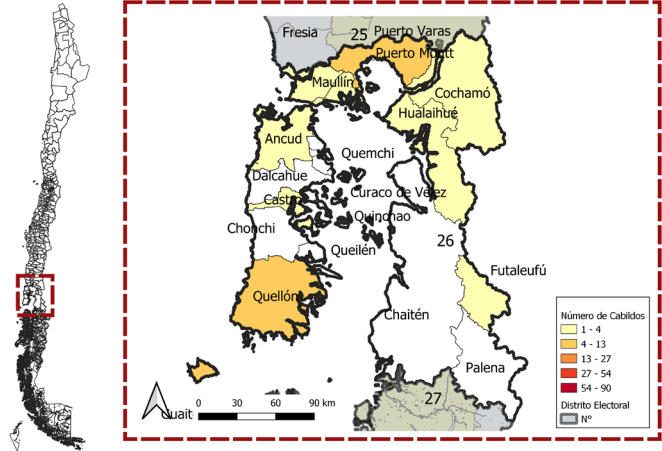 Fresia
25
Puerto Varas
Puerto Montt
Maullín
Cochamó
Hualaihué
Ancud
Quemchi
Dalcahue
Castro
Curaco de Vélez
Quinchao
Chonchi
Queilén
26
Futaleufú
Quellón
Chaitén
Palena
27
Número de Cabildos
1 - 4
4 - 13
13 - 27
27 - 54
54 - 90
Distrito Electoral
N°
0 30 60 90 km